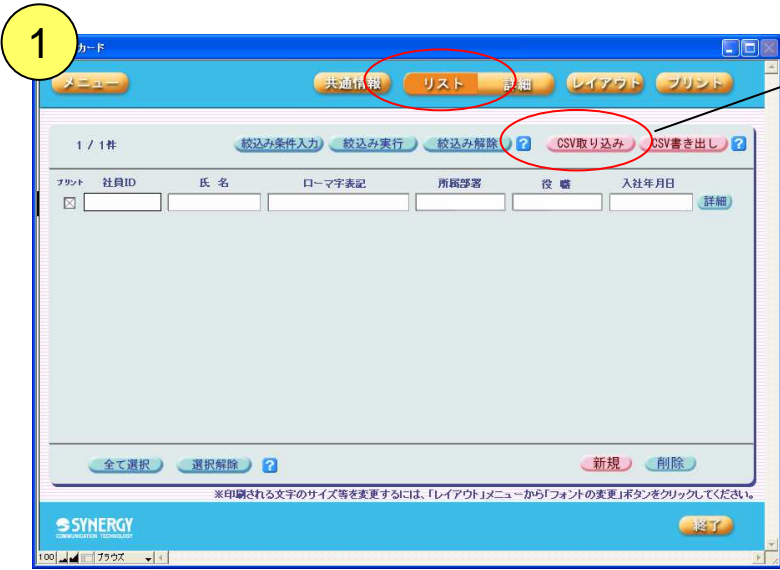 1
カード
メニュー 共通情報 リスト 詳細 レイアウト プリント
1 / 1件 絞込み条件入力 絞込み実行 絞込み解除 ? CSV取り込み CSV書き出し ?
プリント 社員ID 氏 名 ローマ字表記 所属部署 役 職 入社年月日
詳細
全て選択 選択解除 ? 新規 削除
※印刷される文字のサイズ等を変更するには、「レイアウト」メニューから「フォントの変更」ボタンをクリックしてください。
SYNERGY 終了
COMMUNICATION TECHNOLOGY
100 ブラウズ